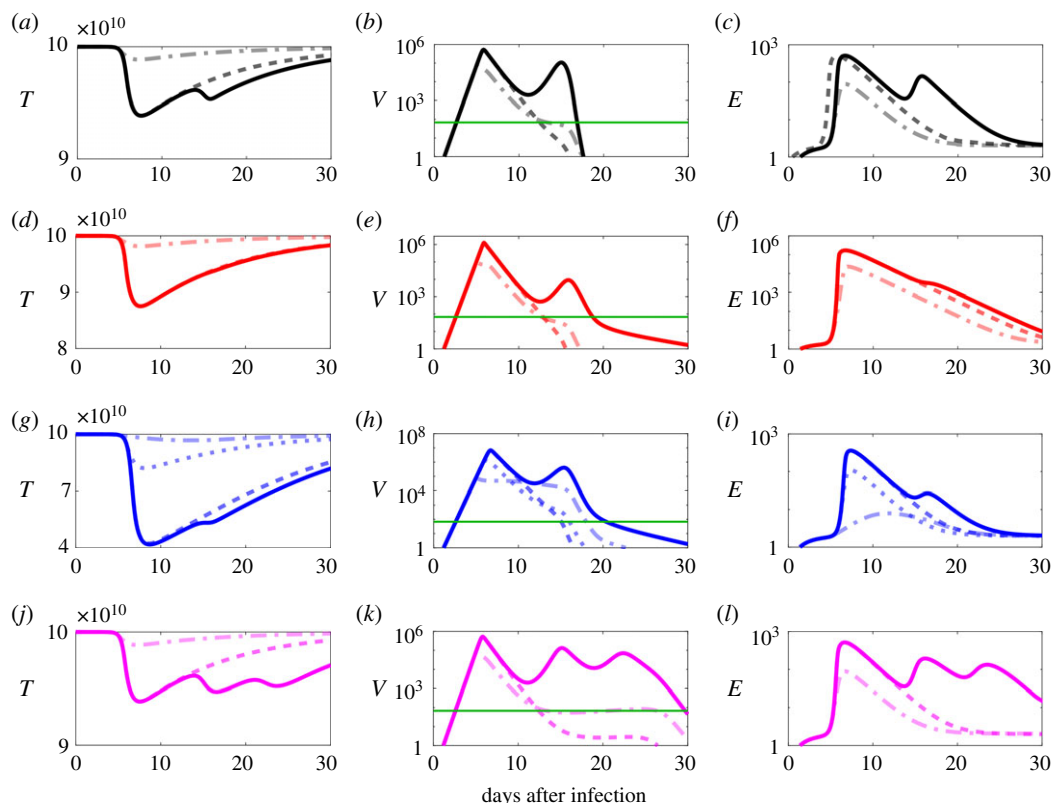 (a) ×10¹⁰ (b) (c)
10 10⁶ 10³
T V 10³ E
9 1 1
0 10 20 30 0 10 20 30 0 10 20 30
(d) ×10¹⁰ (e) (f)
10 10⁶ 10⁶
T 9 V 10³ E 10³
8 1 1
0 10 20 30 0 10 20 30 0 10 20 30
(g) ×10¹⁰ (h) (i)
10 10⁸ 10³
T 7 V 10⁴ E
4 1 1
0 10 20 30 0 10 20 30 0 10 20 30
(j) ×10¹⁰ (k) (l)
10 10⁶ 10³
T V 10³ E
9 1 1
0 10 20 30 0 10 20 30 0 10 20 30
days after infection